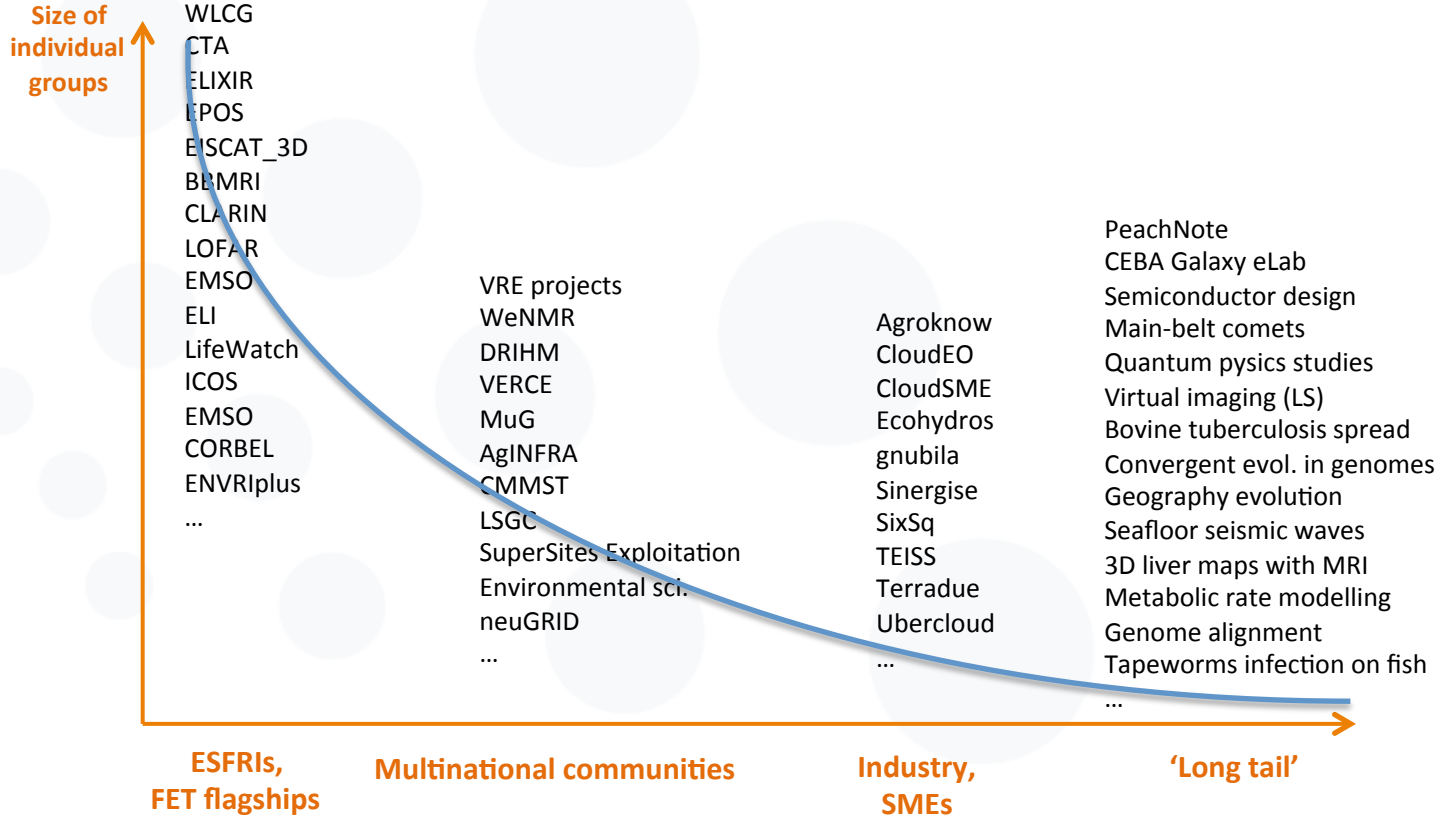 Size of
individual
groups
WLCG
CTA
ELIXIR
EPOS
EISCAT_3D
BBMRI
CLARIN
LOFAR
EMSO
ELI
LifeWatch
ICOS
EMSO
CORBEL
ENVRIplus
...
VRE projects
WeNMR
DRIHM
VERCE
MuG
AgINFRA
CMMST
LSGC
SuperSites Exploitation
Environmental sci.
neuGRID
...
Agroknow
CloudEO
CloudSME
Ecohydros
gnubila
Sinergise
SixSq
TEISS
Terradue
Ubercloud
...
PeachNote
CEBA Galaxy eLab
Semiconductor design
Main-belt comets
Quantum pysics studies
Virtual imaging (LS)
Bovine tuberculosis spread
Convergent evol. in genomes
Geography evolution
Seafloor seismic waves
3D liver maps with MRI
Metabolic rate modelling
Genome alignment
Tapeworms infection on fish
...
ESFRIs,
FET flagships
Multinational communities
Industry,
SMEs
‘Long tail’